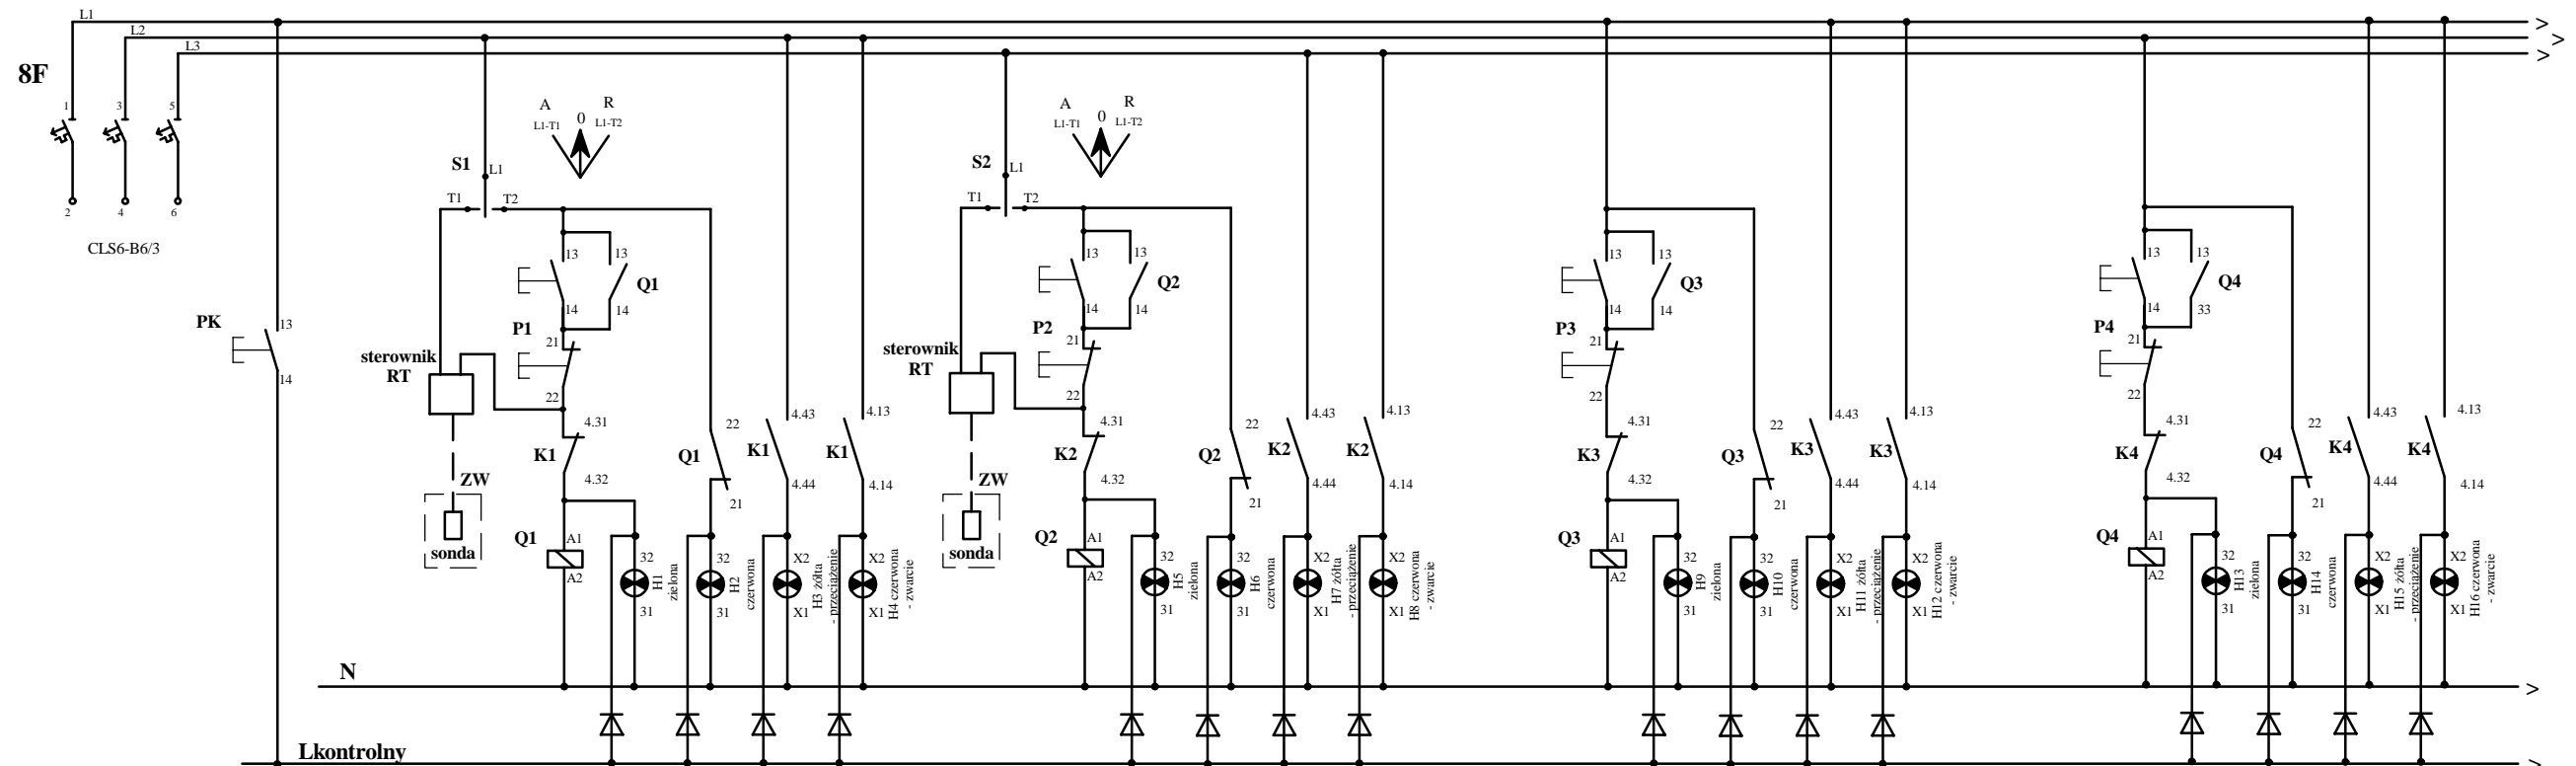 L1
L2
L3
>
>
>
8F
1
3
5
2
4
6
CLS6-B6/3
PK
13
14
A
L1-T1
0
R
L1-T2
S1
L1
T1
T2
13
13
Q1
14
14
P1
21
22
sterownik
RT
ZW
sonda
4.31
K1
4.32
Q1
A1
A2
32
31
H1
zielona
22
Q1
21
32
31
H2
czerwona
4.43
K1
4.44
X2
X1
H3 żółta
- przeciążenie
4.13
K1
4.14
X2
X1
H4 czerwona
- zwarcie
A
L1-T1
0
R
L1-T2
S2
L1
T1
T2
13
13
Q2
14
14
P2
21
22
sterownik
RT
ZW
sonda
4.31
K2
4.32
Q2
A1
A2
32
31
H5
zielona
22
Q2
21
32
31
H6
czerwona
4.43
K2
4.44
X2
X1
H7 żółta
- przeciążenie
4.13
K2
4.14
X2
X1
H8 czerwona
- zwarcie
13
13
Q3
14
14
P3
21
22
4.31
K3
4.32
Q3
A1
A2
32
31
H9
zielona
22
Q3
21
32
31
H10
czerwona
4.43
K3
4.44
X2
X1
H11 żółta
- przeciążenie
4.13
K3
4.14
X2
X1
H12 czerwona
- zwarcie
13
13
Q4
14
33
P4
21
22
4.31
K4
4.32
Q4
A1
A2
32
31
H13
zielona
22
Q4
21
32
31
H14
czerwona
4.43
K4
4.44
X2
X1
H15 żółta
- przeciążenie
4.13
K4
4.14
X2
X1
H16 czerwona
- zwarcie
N
>
Lkontrolny
>